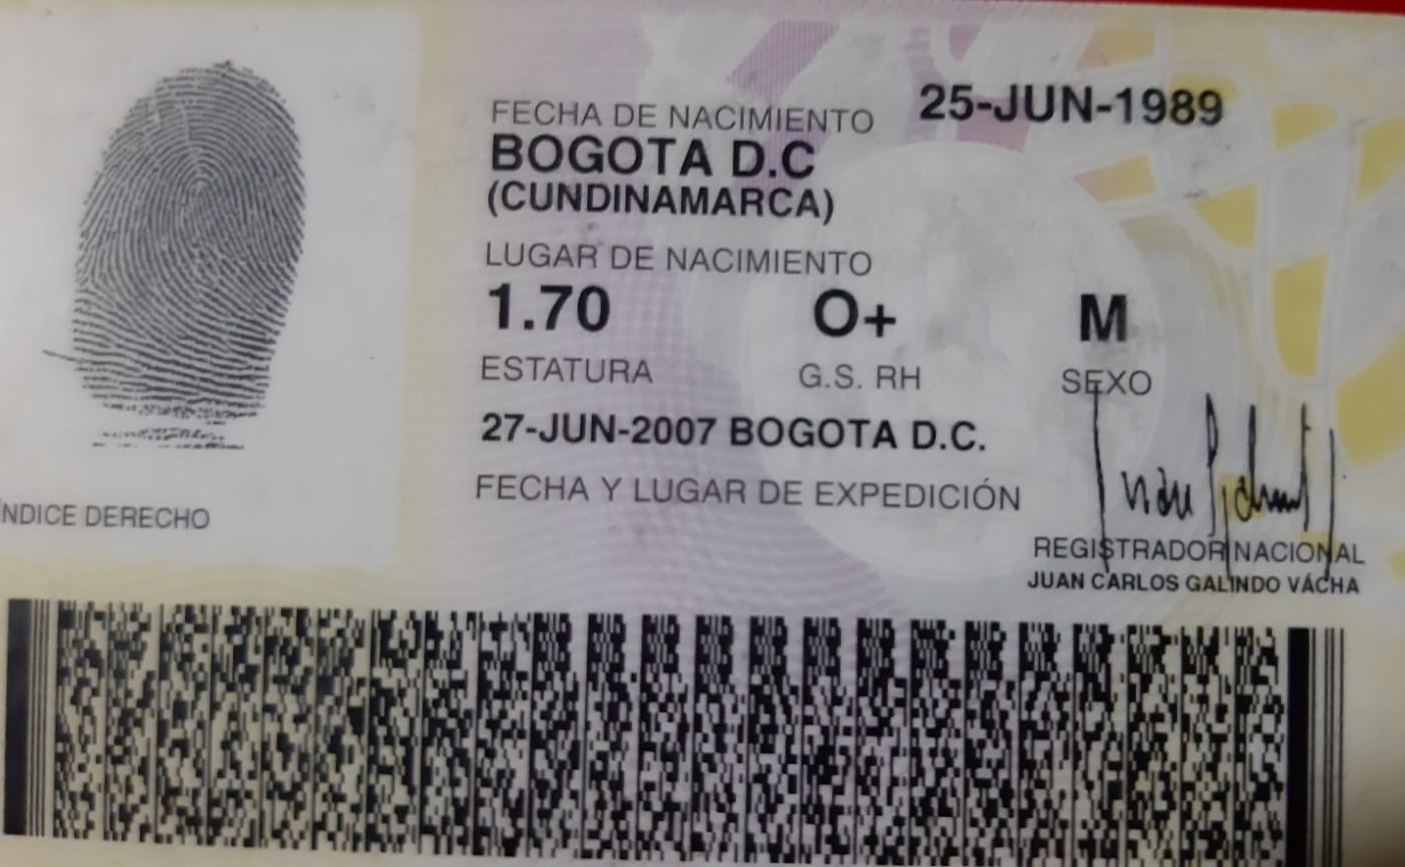 FECHA DE NACIMIENTO 25-JUN-1989
BOGOTA D.C
(CUNDINAMARCA)
LUGAR DE NACIMIENTO
1.70 O+ M
ESTATURA G.S. RH SEXO
27-JUN-2007 BOGOTA D.C.
FECHA Y LUGAR DE EXPEDICIÓN
NDICE DERECHO
REGISTRADOR NACIONAL
JUAN CARLOS GALINDO VÁCHA